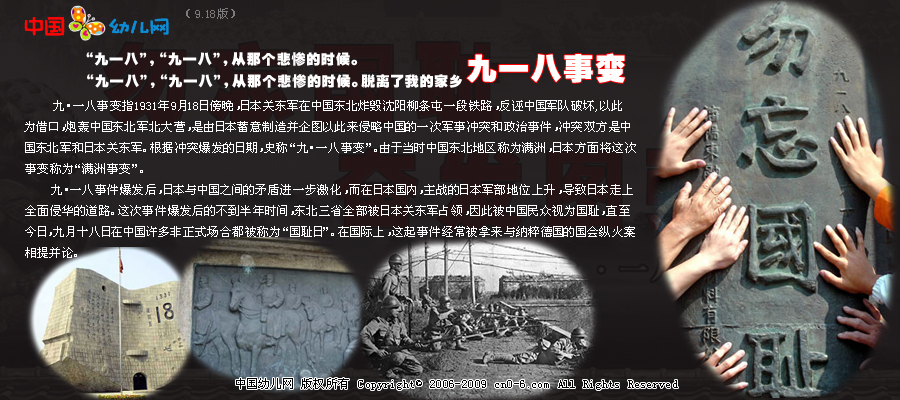 中国幼儿网
（9.18版）
“九一八”，“九一八”，从那个悲惨的时候。
“九一八”，“九一八”，从那个悲惨的时候。脱离了我的家乡
九一八事变
九·一八事变指1931年9月18日傍晚，日本关东军在中国东北炸毁沈阳柳条屯一段铁路，反诬中国军队破坏，以此
为借口，炮轰中国东北军北大营，是由日本蓄意制造并企图以此来侵略中国的一次军事冲突和政治事件，冲突双方是中
国东北军和日本关东军。根据冲突爆发的日期，史称“九·一八事变”。由于当时中国东北地区称为满洲，日本方面将这次
事变称为“满洲事变”。
九·一八事件爆发后，日本与中国之间的矛盾进一步激化，而在日本国内，主战的日本军部地位上升，导致日本走上
全面侵华的道路。这次事件爆发后的不到半年时间，东北三省全部被日本关东军占领，因此被中国民众视为国耻，直至
今日，九月十八日在中国许多非正式场合都被称为“国耻日”。在国际上，这起事件经常被拿来与纳粹德国的国会纵火案
相提并论。
勿忘国耻
18
中国幼儿网 版权所有 Copyright© 2006-2009 cn0-6.com All Rights Reserved